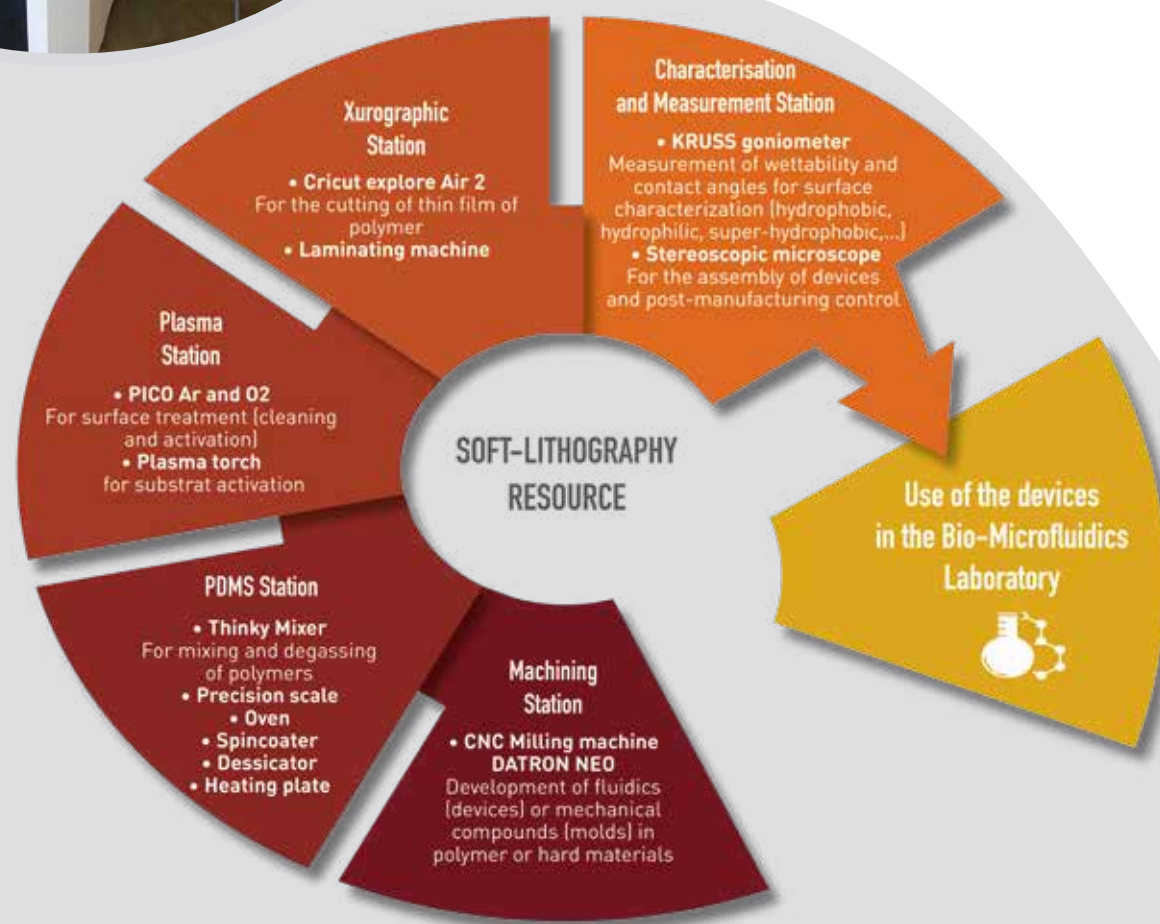 Characterisation
and Measurement Station
• KRUSS goniometer
Measurement of wettability and
contact angles for surface
characterization (hydrophobic,
hydrophilic, super-hydrophobic,...)
• Stereoscopic microscope
For the assembly of devices
and post-manufacturing control
Xurographic
Station
• Cricut explore Air 2
For the cutting of thin film of
polymer
• Laminating machine
Plasma
Station
• PICO Ar and O2
For surface treatment (cleaning
and activation)
• Plasma torch
for substrat activation
SOFT-LITHOGRAPHY
RESOURCE
Use of the devices
in the Bio-Microfluidics
Laboratory
PDMS Station
• Thinky Mixer
For mixing and degassing
of polymers
• Precision scale
• Oven
• Spincoater
• Dessicator
• Heating plate
Machining
Station
• CNC Milling machine
DATRON NEO
Development of fluidics
(devices) or mechanical
compounds (molds) in
polymer or hard materials